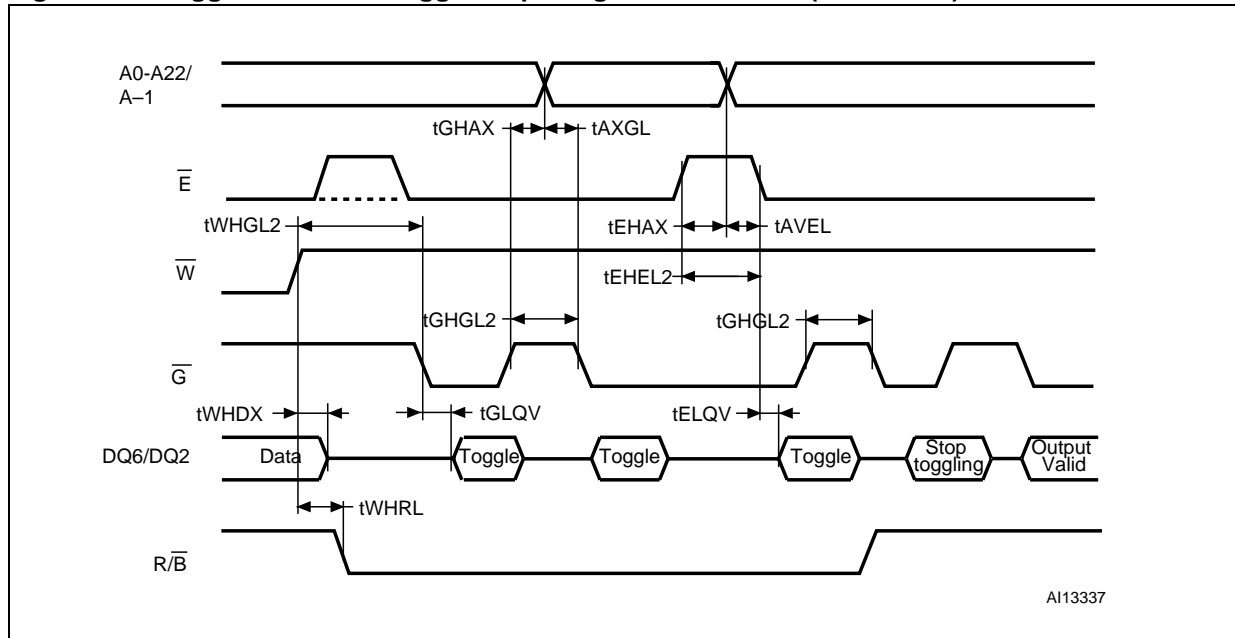 A0-A22/
A–1
tGHAX
tAXGL
E
tWHGL2
tEHAX
tAVEL
W
tEHEL2
tGHGL2
tGHGL2
G
tWHDX
tGLQV
tELQV
DQ6/DQ2
Data
Toggle
Toggle
Toggle
Stop
toggling
Output
Valid
tWHRL
R/B
AI13337